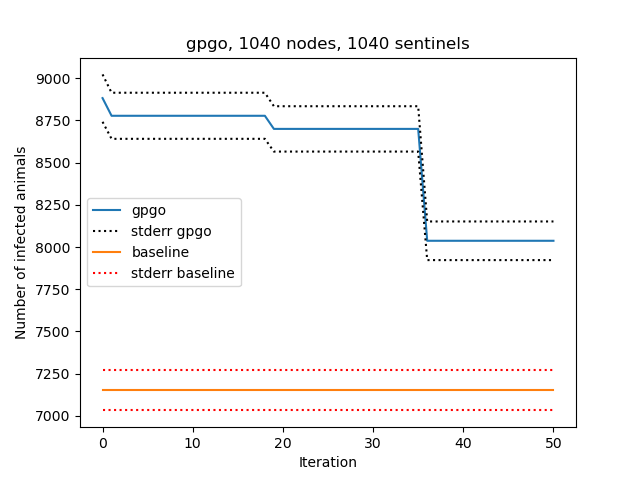 gpgo, 1040 nodes, 1040 sentinels
9000
8750
8500
8250
8000
7750
7500
7250
7000
Number of infected animals
gpgo
stderr gpgo
baseline
stderr baseline
0 10 20 30 40 50
Iteration